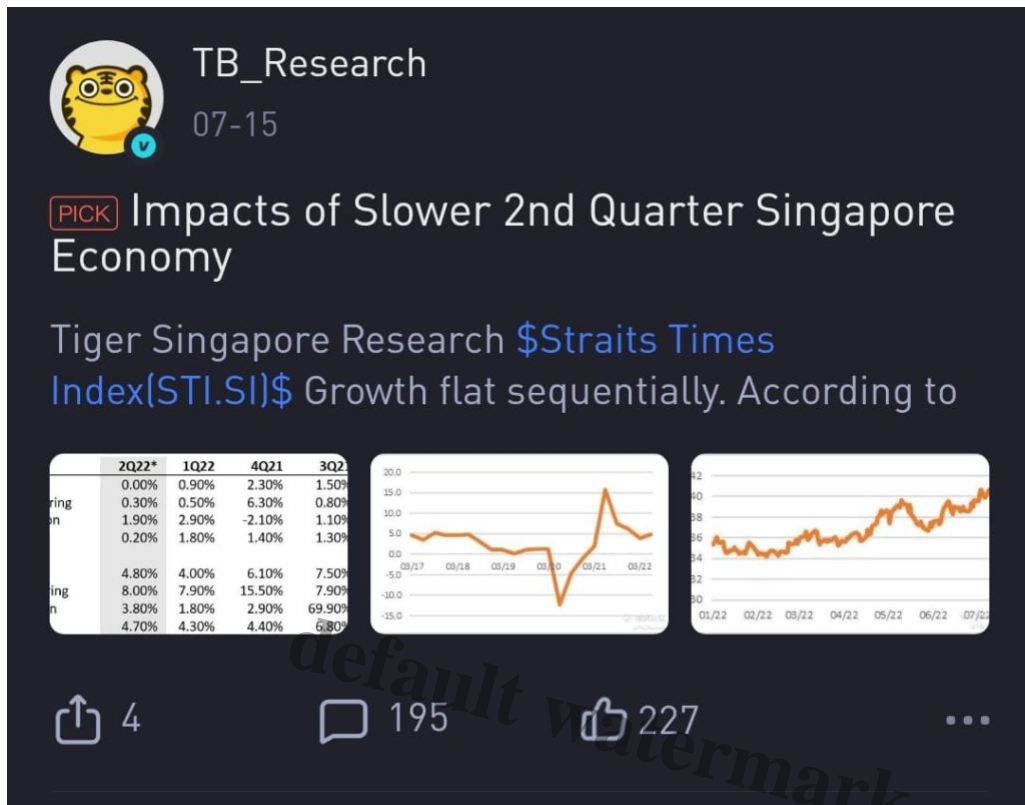 TB_Research
07-15
PICK Impacts of Slower 2nd Quarter Singapore
Economy
Tiger Singapore Research $Straits Times
Index(STI.SI)$ Growth flat sequentially. According to
2Q22* 1Q22 4Q21 3Q21
0.00% 0.90% 2.30% 1.50%
ring 0.30% 0.50% 6.30% 0.80%
on 1.90% 2.90% -2.10% 1.10%
0.20% 1.80% 1.40% 1.30%
4.80% 4.00% 6.10% 7.50%
ing 8.00% 7.90% 15.50% 7.90%
n 3.80% 1.80% 2.90% 69.90%
4.70% 4.30% 4.40% 6.80%
20.0
15.0
10.0
5.0
0.0
03/17 03/18 03/19 03/20 03/21 03/22
-5.0
-10.0
-15.0
42
40
38
36
34
32
30
01/22 02/22 03/22 04/22 05/22 06/22 07/22
4 195 227
default watermark